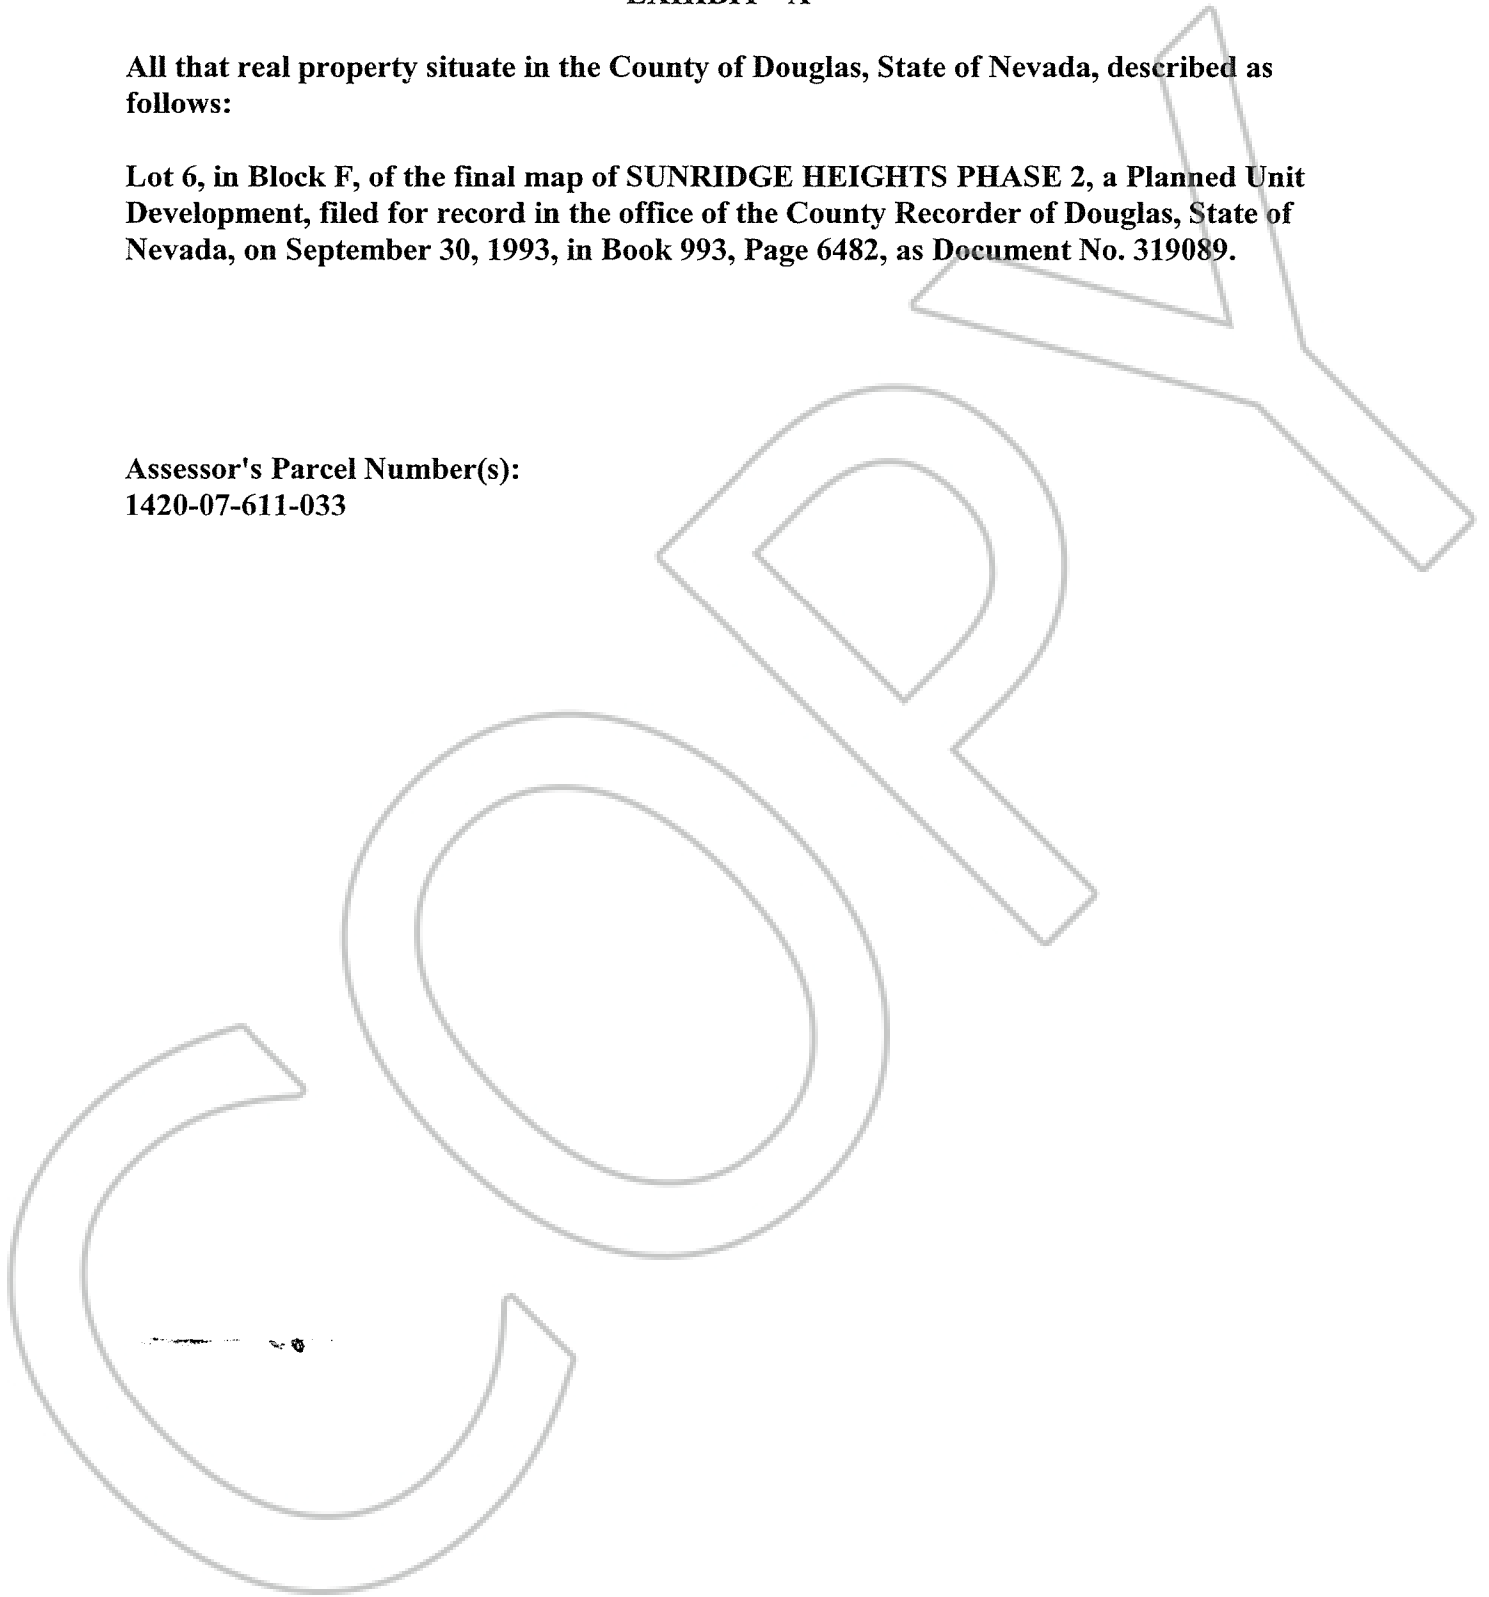 EXHIBIT "A"
All that real property situate in the County of Douglas, State of Nevada, described as
follows:
Lot 6, in Block F, of the final map of SUNRIDGE HEIGHTS PHASE 2, a Planned Unit
Development, filed for record in the office of the County Recorder of Douglas, State of
Nevada, on September 30, 1993, in Book 993, Page 6482, as Document No. 319089.
Assessor's Parcel Number(s):
1420-07-611-033
COPY